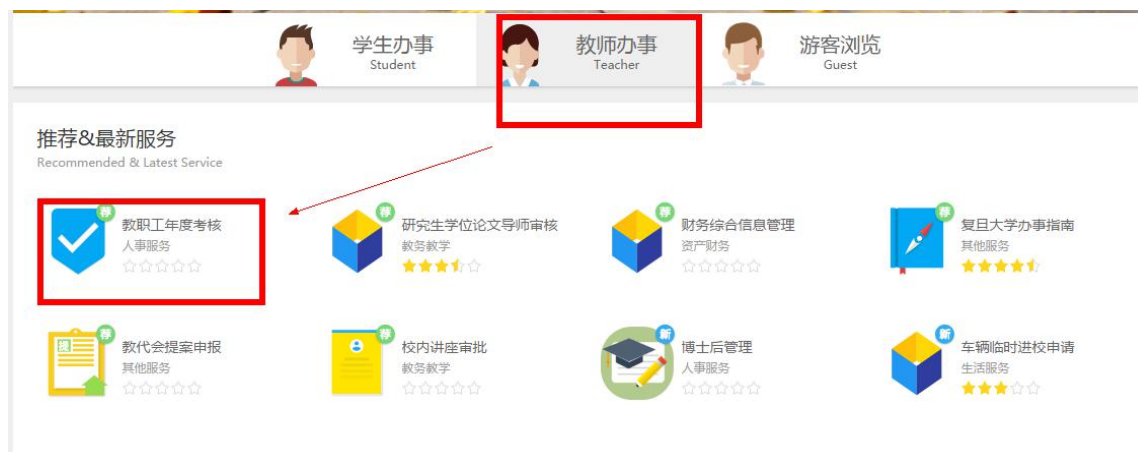 学生办事
Student
教师办事
Teacher
游客浏览
Guest
推荐&最新服务
Recommended & Latest Service
荐
教职工年度考核
人事服务
荐
研究生学位论文导师审核
教务教学
荐
财务综合信息管理
资产财务
荐
复旦大学办事指南
其他服务
荐
提
教代会提案申报
其他服务
荐
校内讲座审批
教务教学
新
博士后管理
人事服务
新
车辆临时进校申请
生活服务